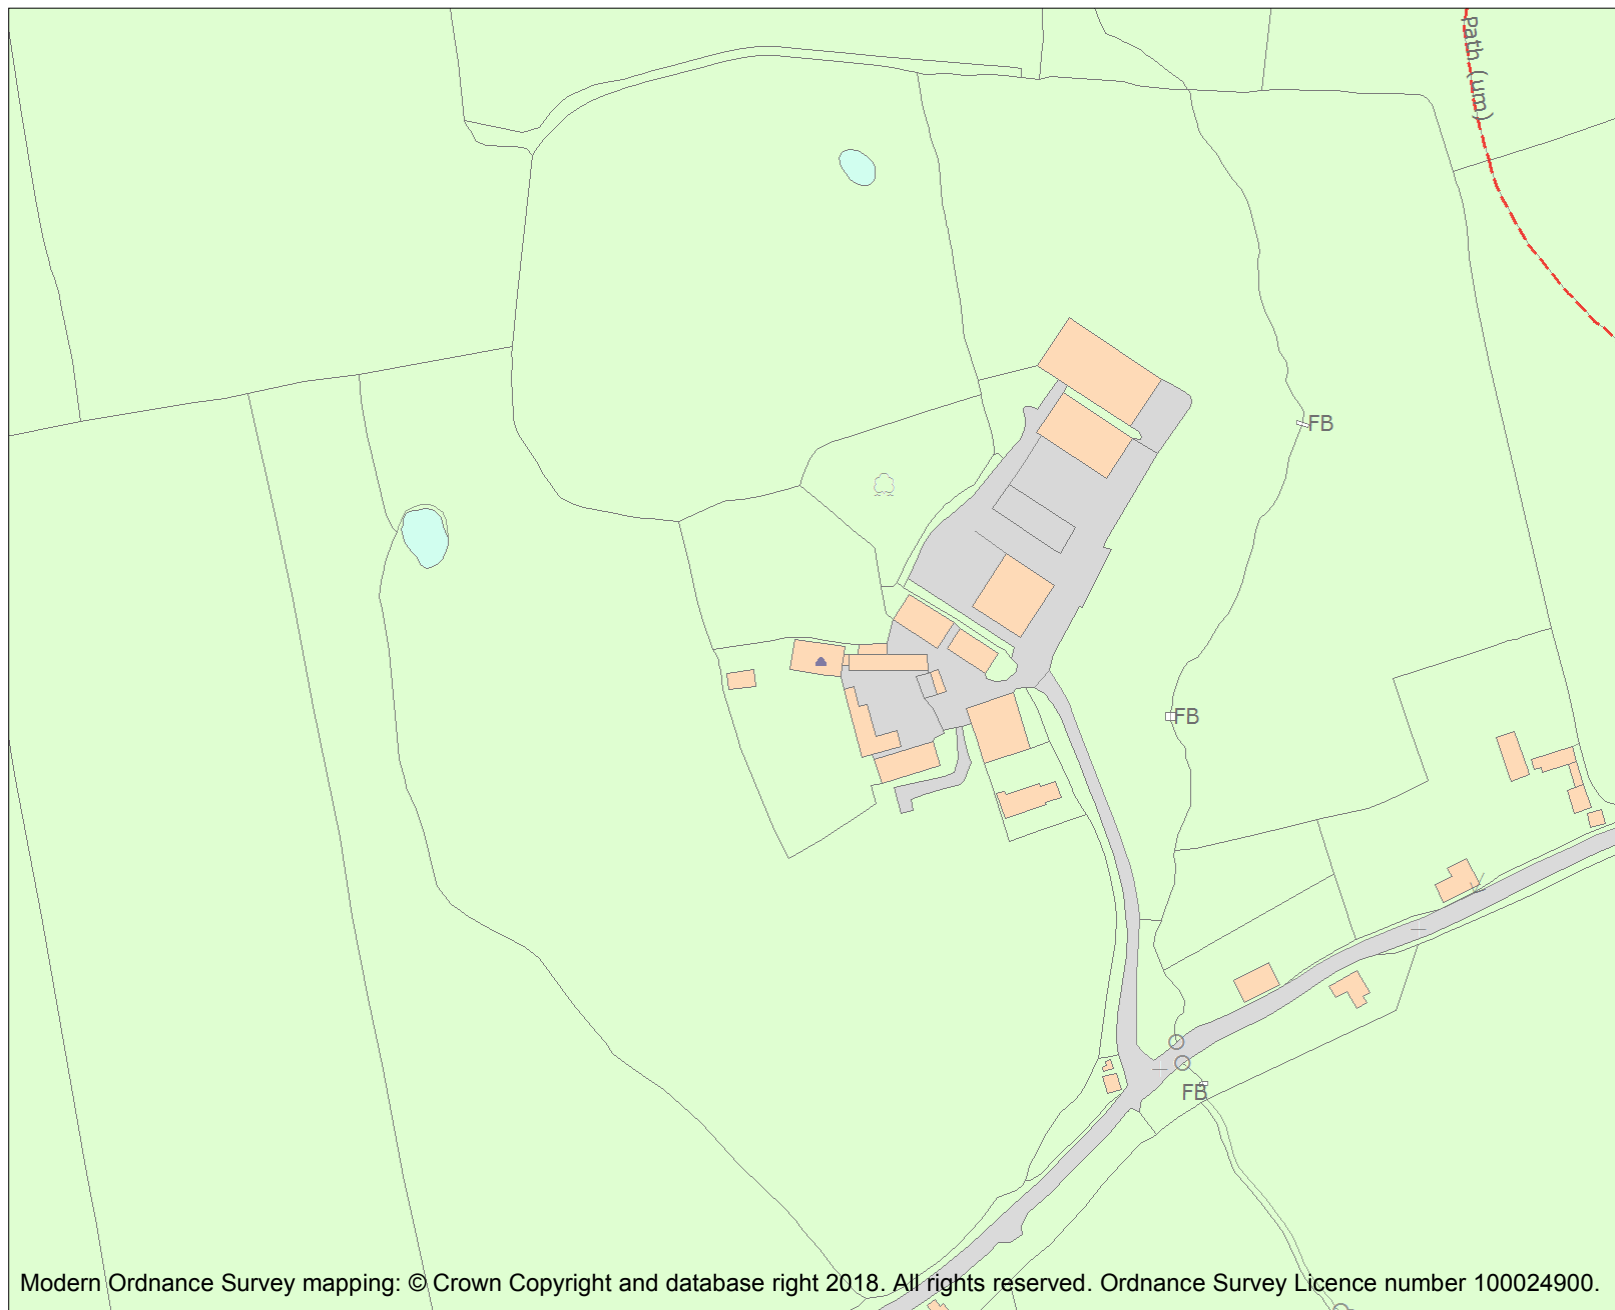 Path (um)
FB
FB
FB
Modern Ordnance Survey mapping: © Crown Copyright and database right 2018. All rights reserved. Ordnance Survey Licence number 100024900.